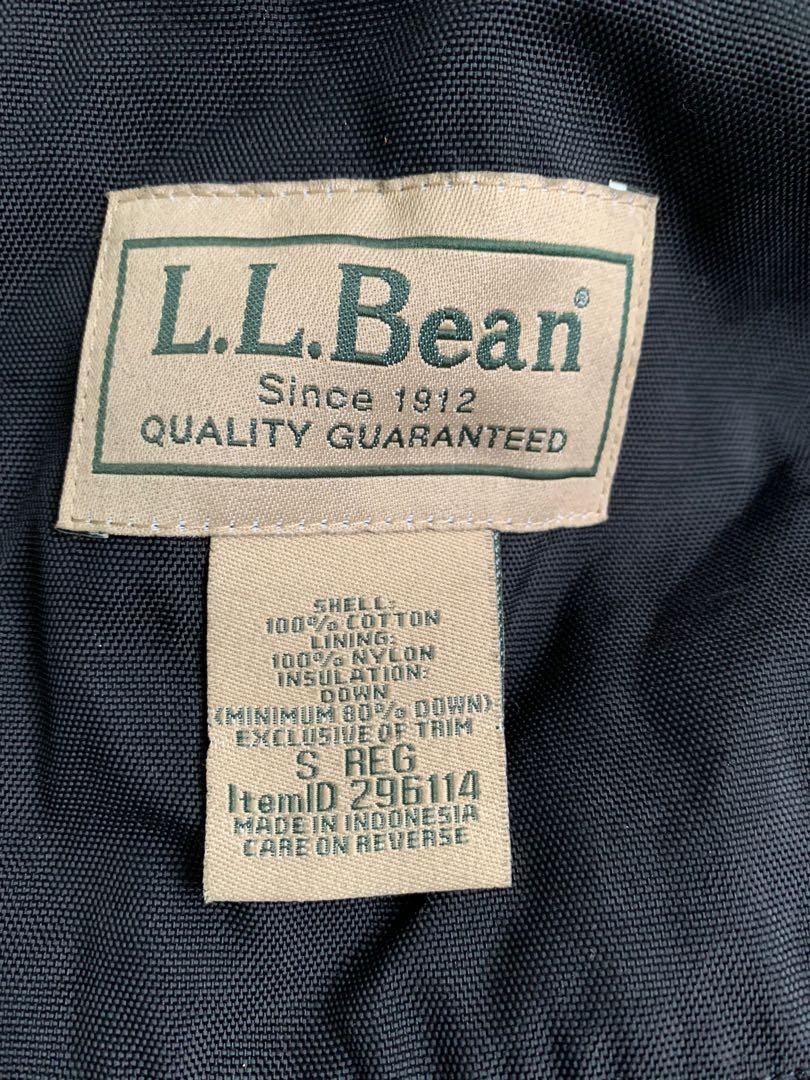 L.L.Bean®
Since 1912
QUALITY GUARANTEED
SHELL:
100% COTTON
LINING:
100% NYLON
INSULATION:
DOWN
(MINIMUM 80% DOWN)
EXCLUSIVE OF TRIM
S REG
ItemID 296114
MADE IN INDONESIA
CARE ON REVERSE